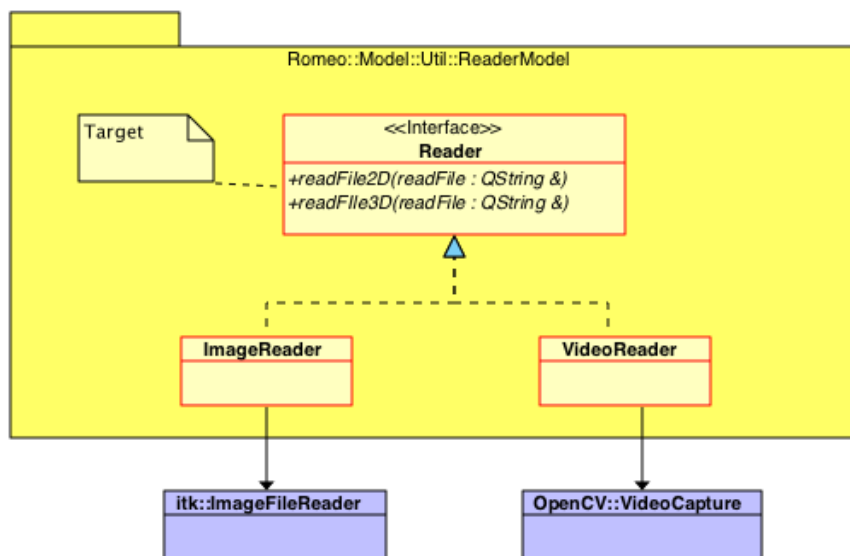 Romeo::Model::Util::ReaderModel
Target
<<Interface>>
Reader
+readFile2D(readFile : QString &)
+readFIle3D(readFile : QString &)
ImageReader
VideoReader
itk::ImageFileReader
OpenCV::VideoCapture